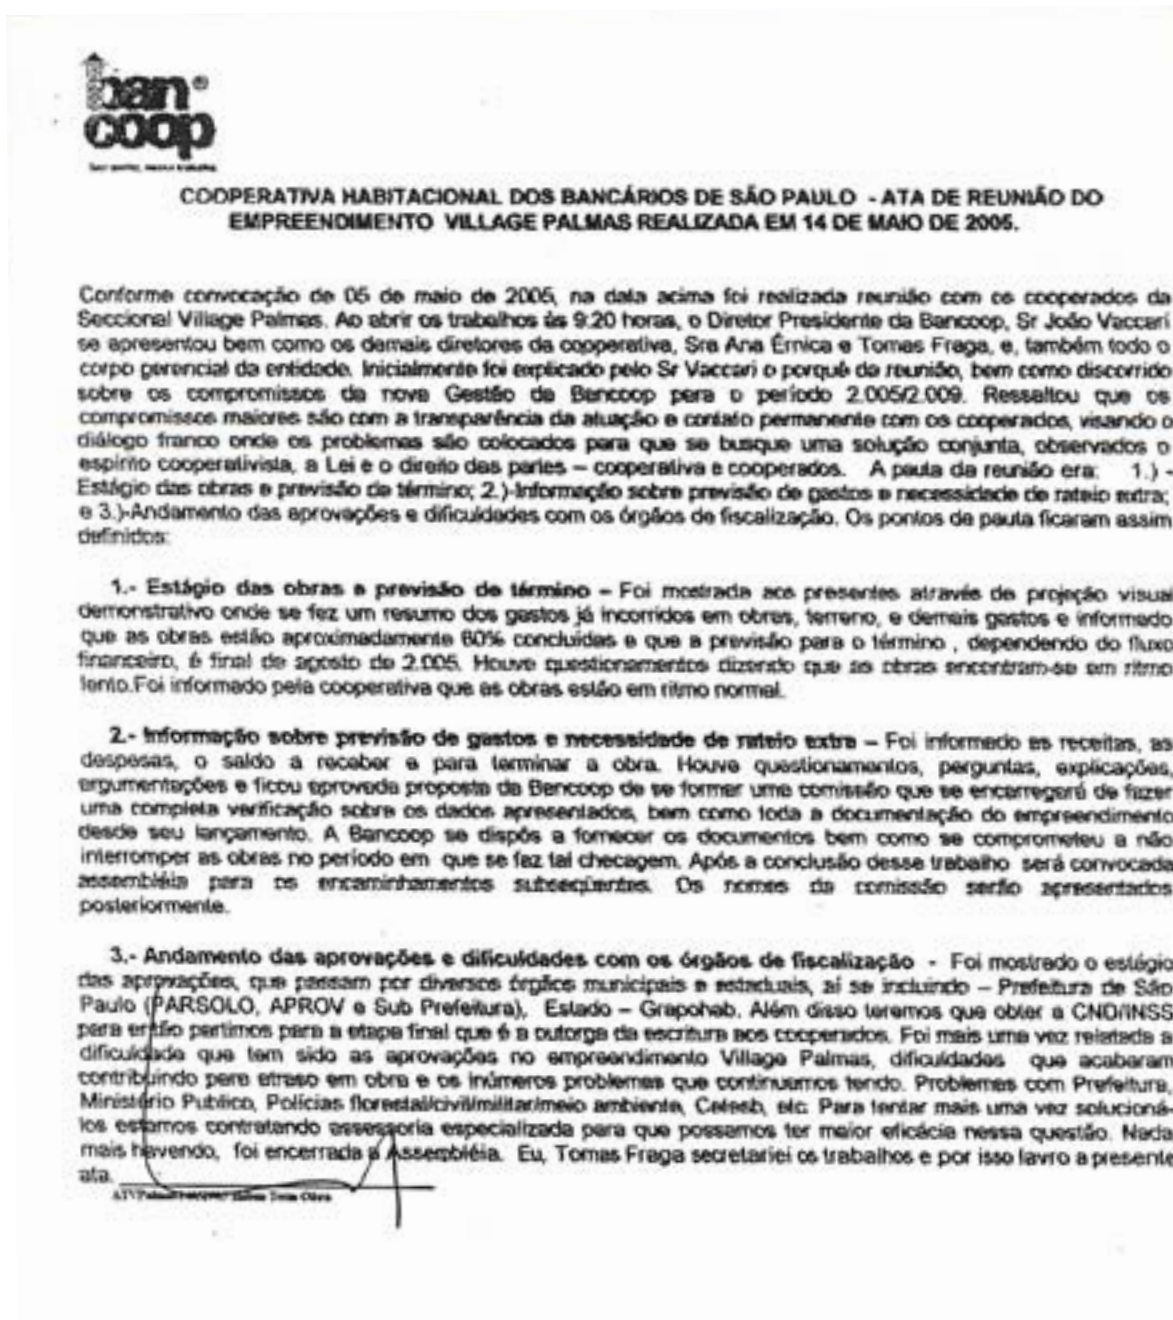 ban®
coop
COOPERATIVA HABITACIONAL DOS BANCÁRIOS DE SÃO PAULO - ATA DE REUNIÃO DO
EMPREENDIMENTO VILLAGE PALMAS REALIZADA EM 14 DE MAIO DE 2005.
Conforme convocação de 05 de maio de 2005, na data acima foi realizada reunião com os cooperados da
Seccional Village Palmas. Ao abrir os trabalhos às 9:20 horas, o Diretor Presidente da Bancoop, Sr João Vaccari
se apresentou bem como os demais diretores da cooperativa, Sra Ana Érnica e Tomas Fraga, e, também todo o
corpo gerencial da entidade. Inicialmente foi explicado pelo Sr Vaccari o porquê da reunião, bem como discorrido
sobre os compromissos da nova Gestão da Bancoop para o período 2.005/2.009. Ressaltou que os
compromissos maiores são com a transparência da atuação e contato permanente com os cooperados, visando o
diálogo franco onde os problemas são colocados para que se busque uma solução conjunta, observados o
espírito cooperativista, a Lei e o direito das partes – cooperativa e cooperados. A pauta da reunião era: 1.) -
Estágio das obras e previsão de término; 2.)-Informação sobre previsão de gastos e necessidade de rateio extra;
e 3.)-Andamento das aprovações e dificuldades com os órgãos de fiscalização. Os pontos de pauta ficaram assim
definidos:
1.- Estágio das obras e previsão de término – Foi mostrada aos presentes através de projeção visual
demonstrativo onde se fez um resumo dos gastos já incorridos em obras, terreno, e demais gastos e informado
que as obras estão aproximadamente 60% concluídas e que a previsão para o término , dependendo do fluxo
financeiro, é final de agosto de 2.005. Houve questionamentos dizendo que as obras encontram-se em ritmo
lento.Foi informado pela cooperativa que as obras estão em ritmo normal.
2.- Informação sobre previsão de gastos e necessidade de rateio extra – Foi informado as receitas, as
despesas, o saldo a receber e para terminar a obra. Houve questionamentos, perguntas, explicações,
argumentações e ficou aprovada proposta da Bancoop de se formar uma comissão que se encarregará de fazer
uma completa verificação sobre os dados apresentados, bem como toda a documentação do empreendimento
desde seu lançamento. A Bancoop se dispôs a fornecer os documentos bem como se comprometeu a não
interromper as obras no período em que se faz tal checagem. Após a conclusão desse trabalho será convocada
assembléia para os encaminhamentos subseqüentes. Os nomes da comissão serão apresentados
posteriormente.
3.- Andamento das aprovações e dificuldades com os órgãos de fiscalização - Foi mostrado o estágio
das aprovações, que passam por diversos órgãos municipais e estaduais, aí se incluindo – Prefeitura de São
Paulo (PARSOLO, APROV e Sub Prefeitura), Estado – Grapohab. Além disso teremos que obter a CND/INSS
para então partimos para a etapa final que é a outorga da escritura aos cooperados. Foi mais uma vez relatada a
dificuldade que tem sido as aprovações no empreendimento Village Palmas, dificuldades que acabaram
contribuindo para atraso em obra e os inúmeros problemas que continuamos tendo. Problemas com Prefeitura,
Ministério Publico, Polícias florestal/civil/militar/meio ambiente, Cetesb, etc. Para tentar mais uma vez solucioná-
los estamos contratando assessoria especializada para que possamos ter maior eficácia nessa questão. Nada
mais havendo, foi encerrada a Assembléia. Eu, Tomas Fraga secretariei os trabalhos e por isso lavro a presente
ata.